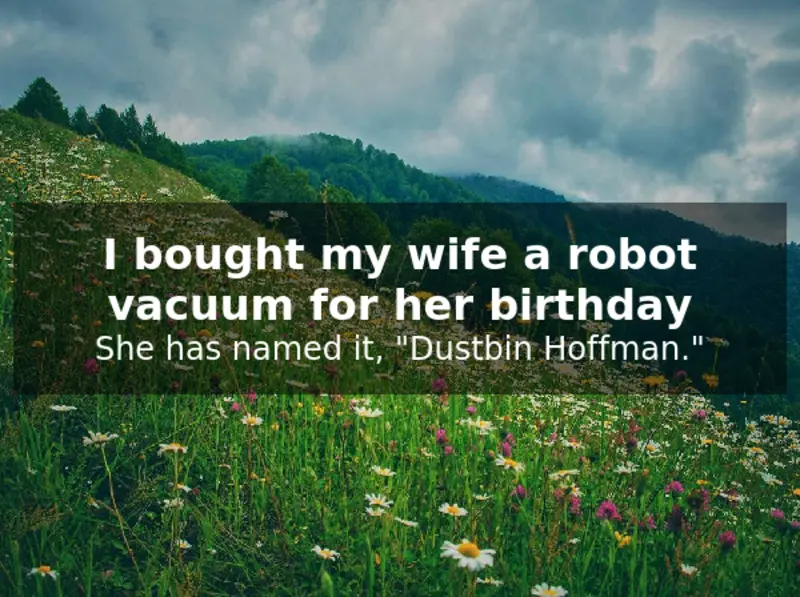 I bought my wife a robot
vacuum for her birthday
She has named it, "Dustbin Hoffman."